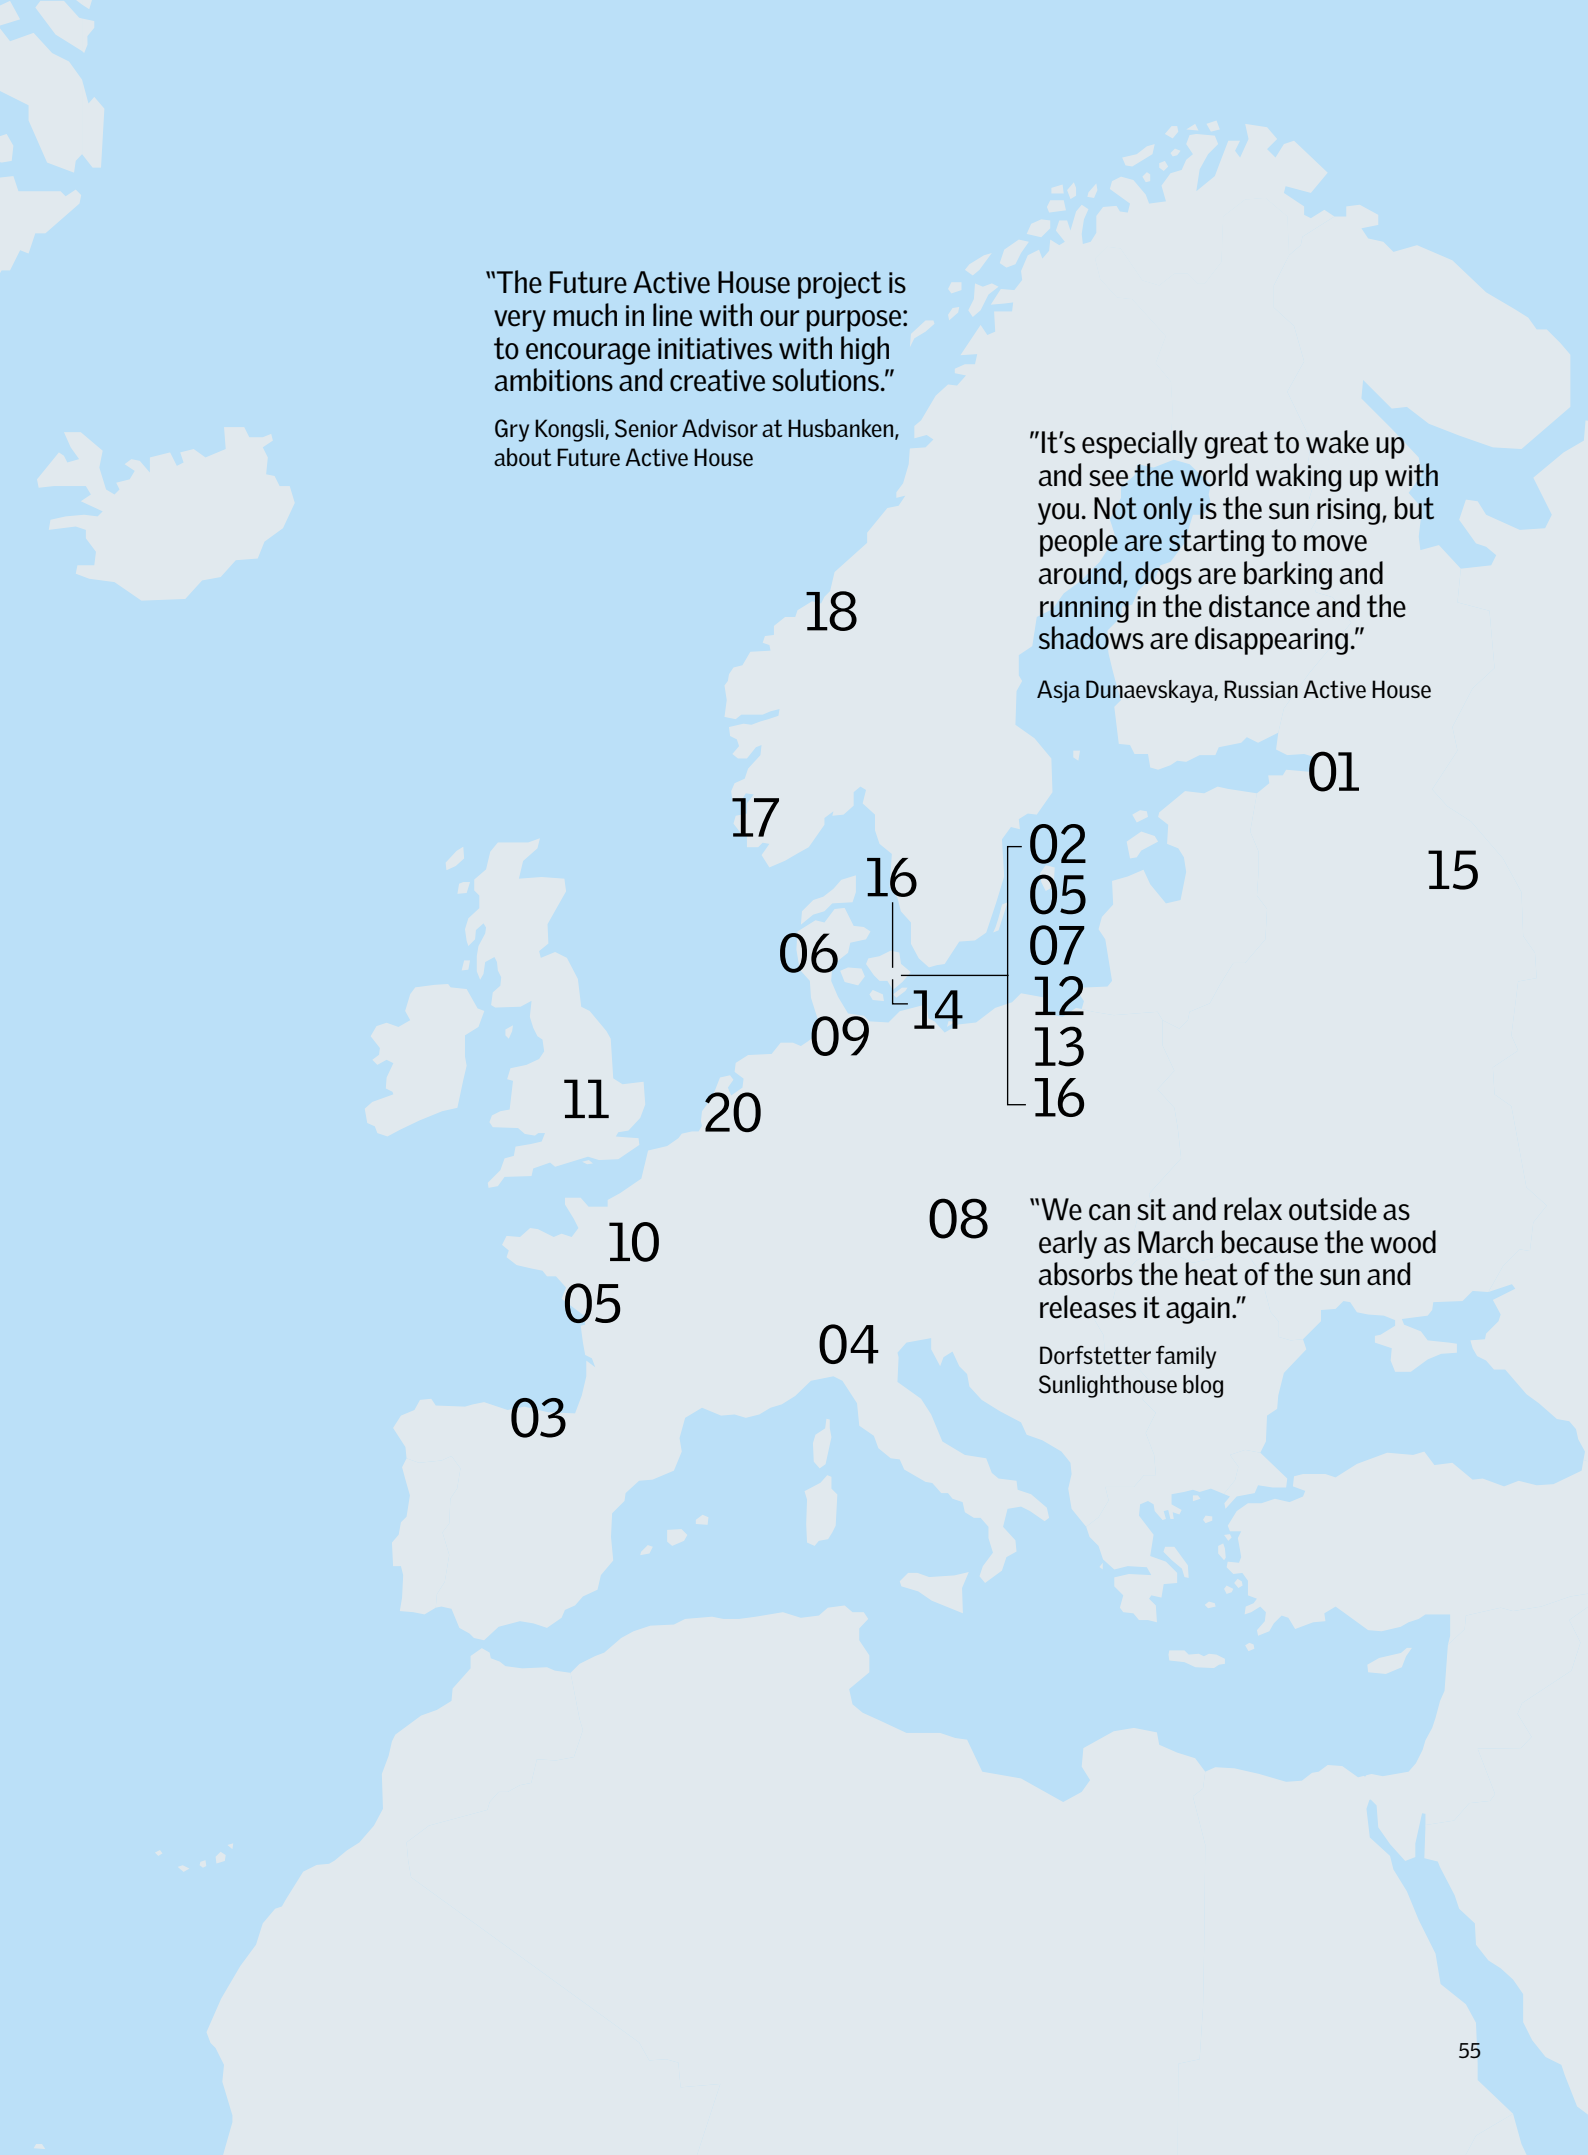 “The Future Active House project is
very much in line with our purpose:
to encourage initiatives with high
ambitions and creative solutions.”
Gry Kongsli, Senior Advisor at Husbanken,
about Future Active House
”It’s especially great to wake up
and see the world waking up with
you. Not only is the sun rising, but
people are starting to move
around, dogs are barking and
running in the distance and the
shadows are disappearing.”
Asja Dunaevskaya, Russian Active House
18
01
17
02
16
15
05
06
07
12
14
09
13
16
11
20
08
“We can sit and relax outside as
early as March because the wood
absorbs the heat of the sun and
releases it again.”
Dorfstetter family
Sunlighthouse blog
10
05
04
03
55